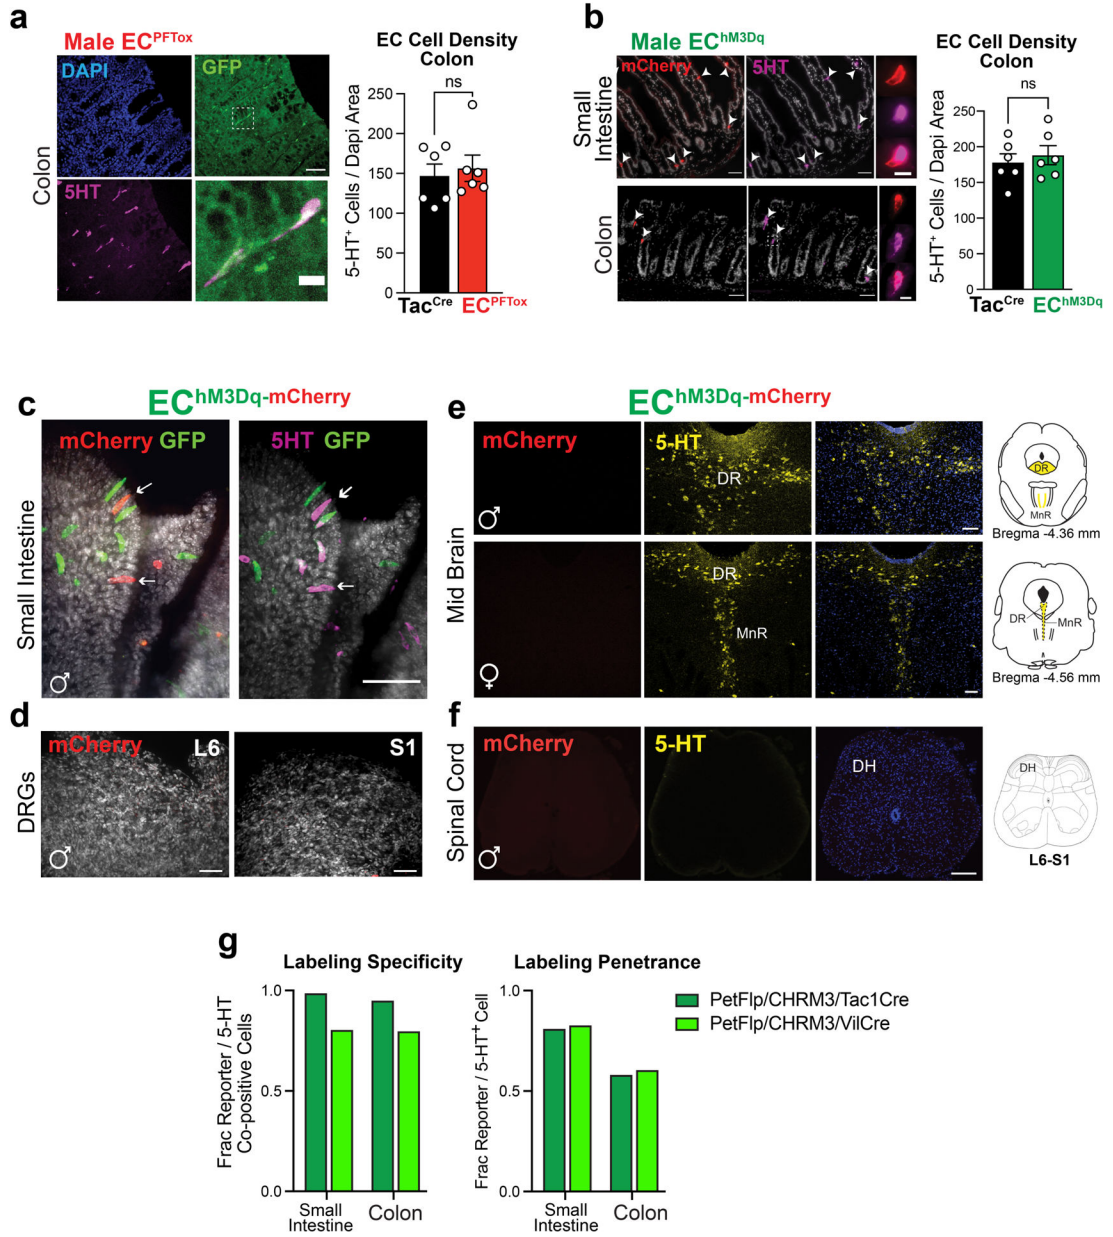 a
Male EC^PFTox
DAPI
GFP
5HT
Colon
EC Cell Density
Colon
ns
5-HT⁺ Cells / Dapi Area
250
200
150
100
50
0
Tac^Cre
EC^PFTox
b
Male EC^hM3Dq
mCherry
5HT
Small
Intestine
Colon
EC Cell Density
Colon
ns
5-HT⁺ Cells / Dapi Area
250
200
150
100
50
0
Tac^Cre
EC^hM3Dq
c
EC^hM3Dq-mCherry
mCherry GFP
5HT GFP
Small Intestine
♂
d
mCherry
L6
S1
DRGs
♂
e
EC^hM3Dq-mCherry
mCherry
5-HT
DR
♂
DR
MnR
Bregma -4.36 mm
Mid Brain
DR
MnR
♀
DR
MnR
Bregma -4.56 mm
f
mCherry
5-HT
DH
Spinal Cord
♂
DH
L6-S1
g
Labeling Specificity
Frac Reporter / 5-HT
Co-positive Cells
1.0
0.5
0.0
Small
Intestine
Colon
Labeling Penetrance
Frac Reporter / 5-HT⁺ Cell
1.0
0.5
0.0
Small
Intestine
Colon
PetFlp/CHRM3/Tac1Cre
PetFlp/CHRM3/VilCre